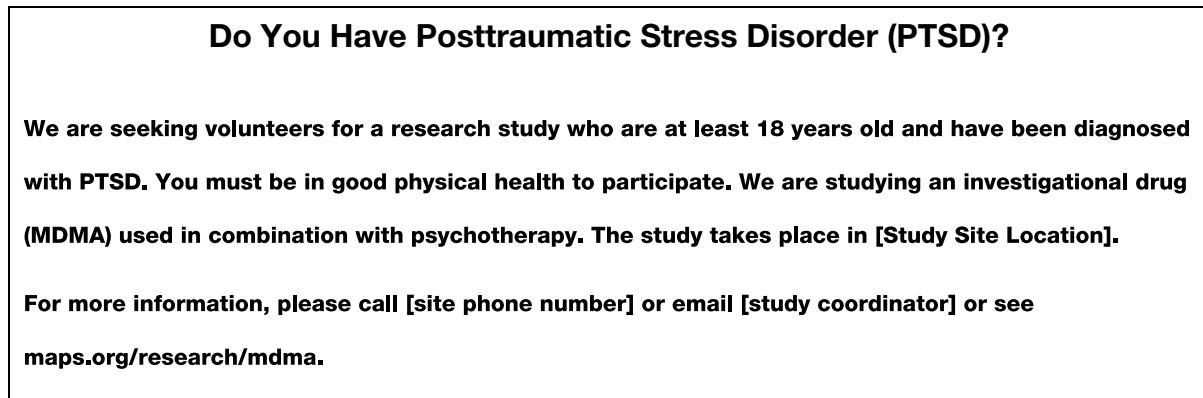 Do You Have Posttraumatic Stress Disorder (PTSD)?
We are seeking volunteers for a research study who are at least 18 years old and have been diagnosed
with PTSD. You must be in good physical health to participate. We are studying an investigational drug
(MDMA) used in combination with psychotherapy. The study takes place in [Study Site Location].
For more information, please call [site phone number] or email [study coordinator] or see
maps.org/research/mdma.